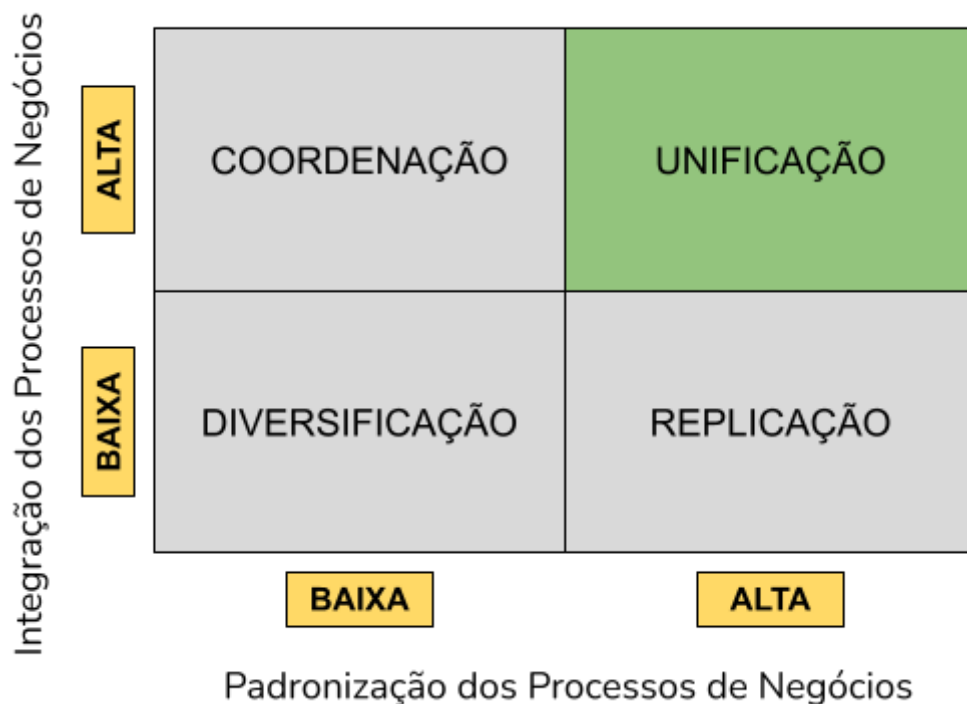 Integração dos Processos de Negócios
ALTA
COORDENAÇÃO
UNIFICAÇÃO
BAIXA
DIVERSIFICAÇÃO
REPLICAÇÃO
BAIXA
ALTA
Padronização dos Processos de Negócios